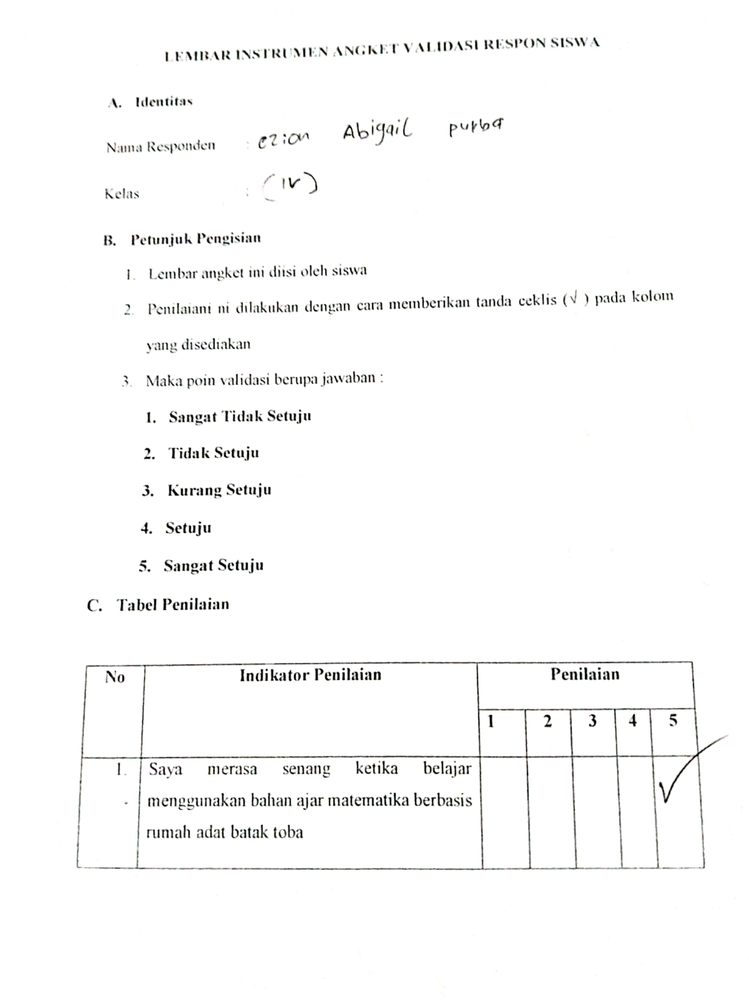 LEMBAR INSTRUMEN ANGKET VALIDASI RESPON SISWA
A. Identitas
Nama Responden : ezion Abigail purba
Kelas : (IV)
B. Petunjuk Pengisian
1. Lembar angket ini diisi oleh siswa
2. Penilaiani ni dilakukan dengan cara memberikan tanda ceklis (√ ) pada kolom
yang disediakan
3. Maka poin validasi berupa jawaban :
1. Sangat Tidak Setuju
2. Tidak Setuju
3. Kurang Setuju
4. Setuju
5. Sangat Setuju
C. Tabel Penilaian
No Indikator Penilaian Penilaian
1 2 3 4 5
1. Saya merasa senang ketika belajar √
menggunakan bahan ajar matematika berbasis
rumah adat batak toba